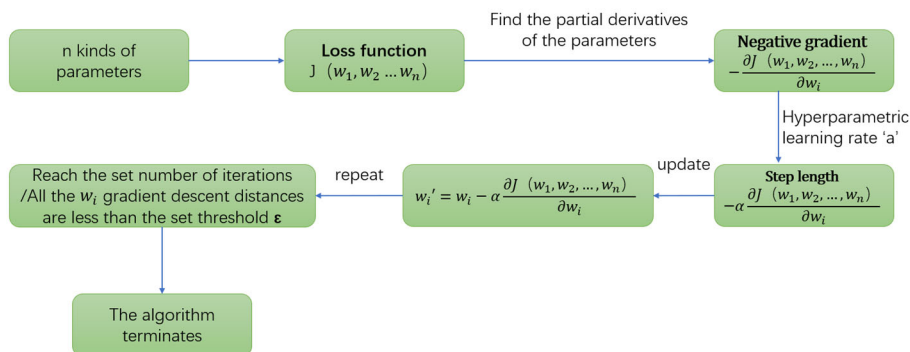 n kinds of
parameters
Loss function
J (w₁, w₂ … wₙ)
Find the partial derivatives
of the parameters
Negative gradient
−∂J (w₁, w₂, …, wₙ)/∂wᵢ
Hyperparametric
learning rate 'a'
Step length
−α ∂J (w₁, w₂, …, wₙ)/∂wᵢ
update
wᵢ′ = wᵢ − α ∂J (w₁, w₂, …, wₙ)/∂wᵢ
repeat
Reach the set number of iterations
/All the wᵢ gradient descent distances
are less than the set threshold ε
The algorithm
terminates